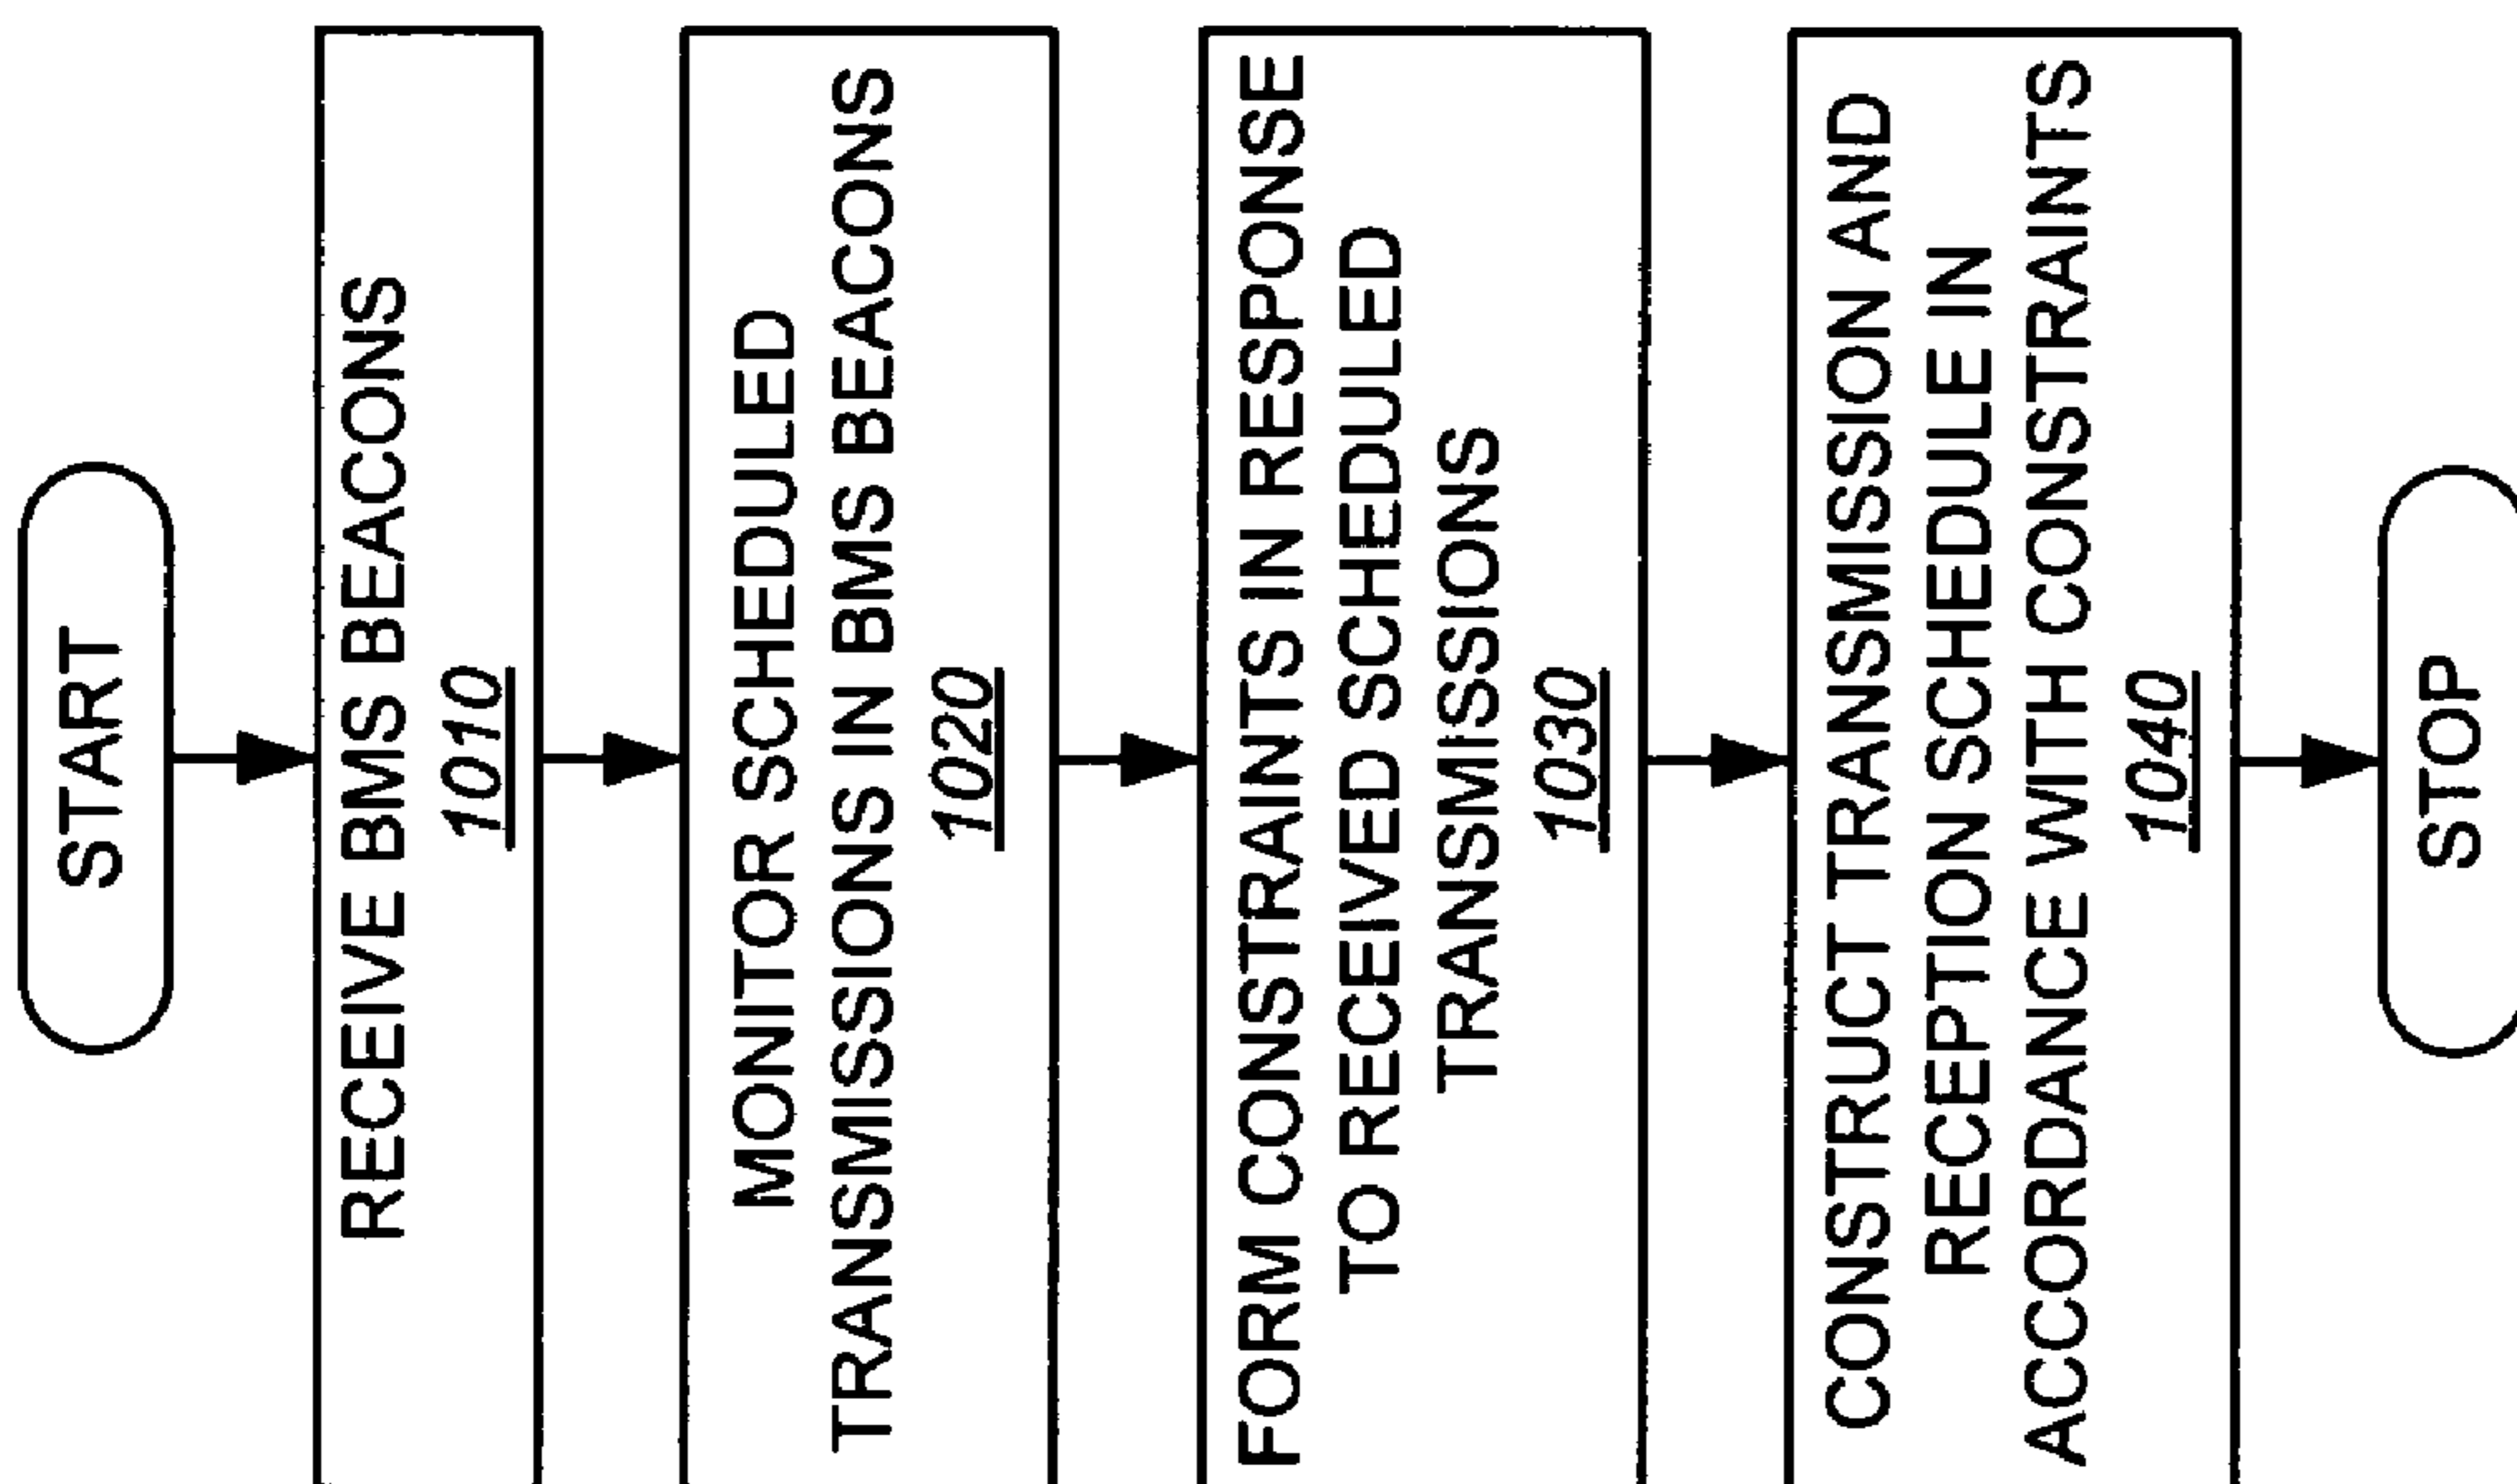 START
RECEIVE BMS BEACONS
1010
MONITOR SCHEDULED
TRANSMISSIONS IN BMS BEACONS
1020
FORM CONSTRAINTS IN RESPONSE
TO RECEIVED SCHEDULED
TRANSMISSIONS
1030
CONSTRUCT TRANSMISSION AND
RECEPTION SCHEDULE IN
ACCORDANCE WITH CONSTRAINTS
1040
STOP